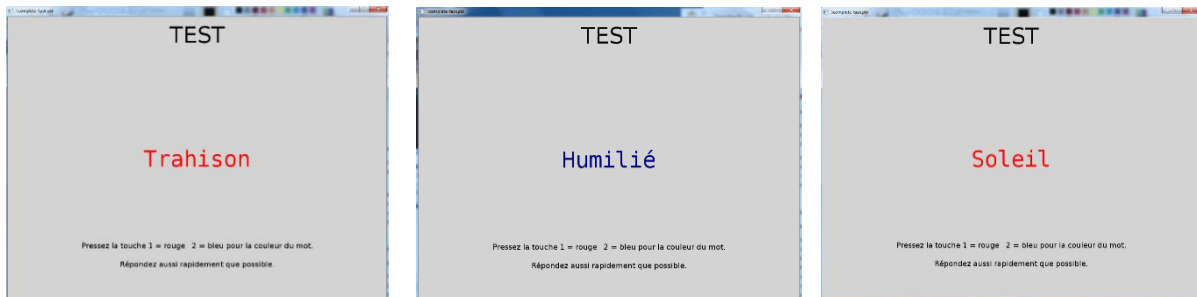 TEST
Trahison
Pressez la touche 1 = rouge 2 = bleu pour la couleur du mot.
Répondez aussi rapidement que possible.
TEST
Humilié
Pressez la touche 1 = rouge 2 = bleu pour la couleur du mot.
Répondez aussi rapidement que possible.
TEST
Soleil
Pressez la touche 1 = rouge 2 = bleu pour la couleur du mot.
Répondez aussi rapidement que possible.